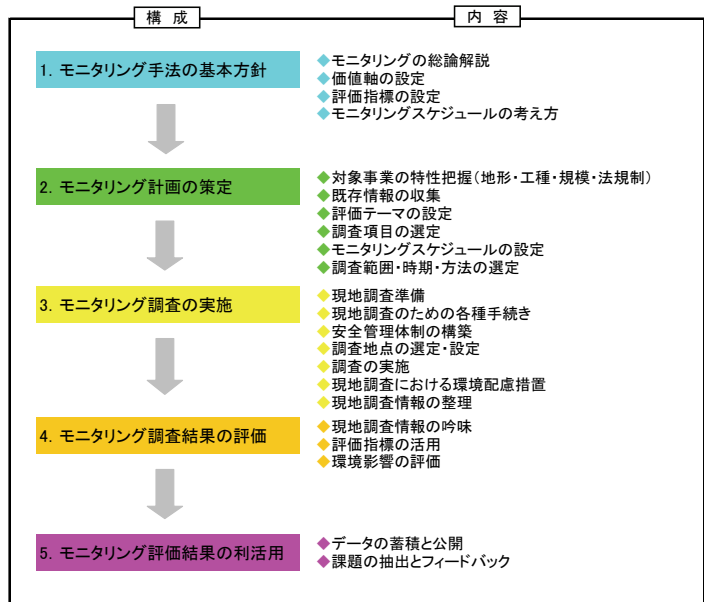 構 成
内 容
1. モニタリング手法の基本方針
◆モニタリングの総論解説
◆価値軸の設定
◆評価指標の設定
◆モニタリングスケジュールの考え方
2. モニタリング計画の策定
◆対象事業の特性把握(地形・工種・規模・法規制)
◆既存情報の収集
◆評価テーマの設定
◆調査項目の選定
◆モニタリングスケジュールの設定
◆調査範囲・時期・方法の選定
3. モニタリング調査の実施
◆現地調査準備
◆現地調査のための各種手続き
◆安全管理体制の構築
◆調査地点の選定・設定
◆調査の実施
◆現地調査における環境配慮措置
◆現地調査情報の整理
4. モニタリング調査結果の評価
◆現地調査情報の吟味
◆評価指標の活用
◆環境影響の評価
5. モニタリング評価結果の利活用
◆データの蓄積と公開
◆課題の抽出とフィードバック